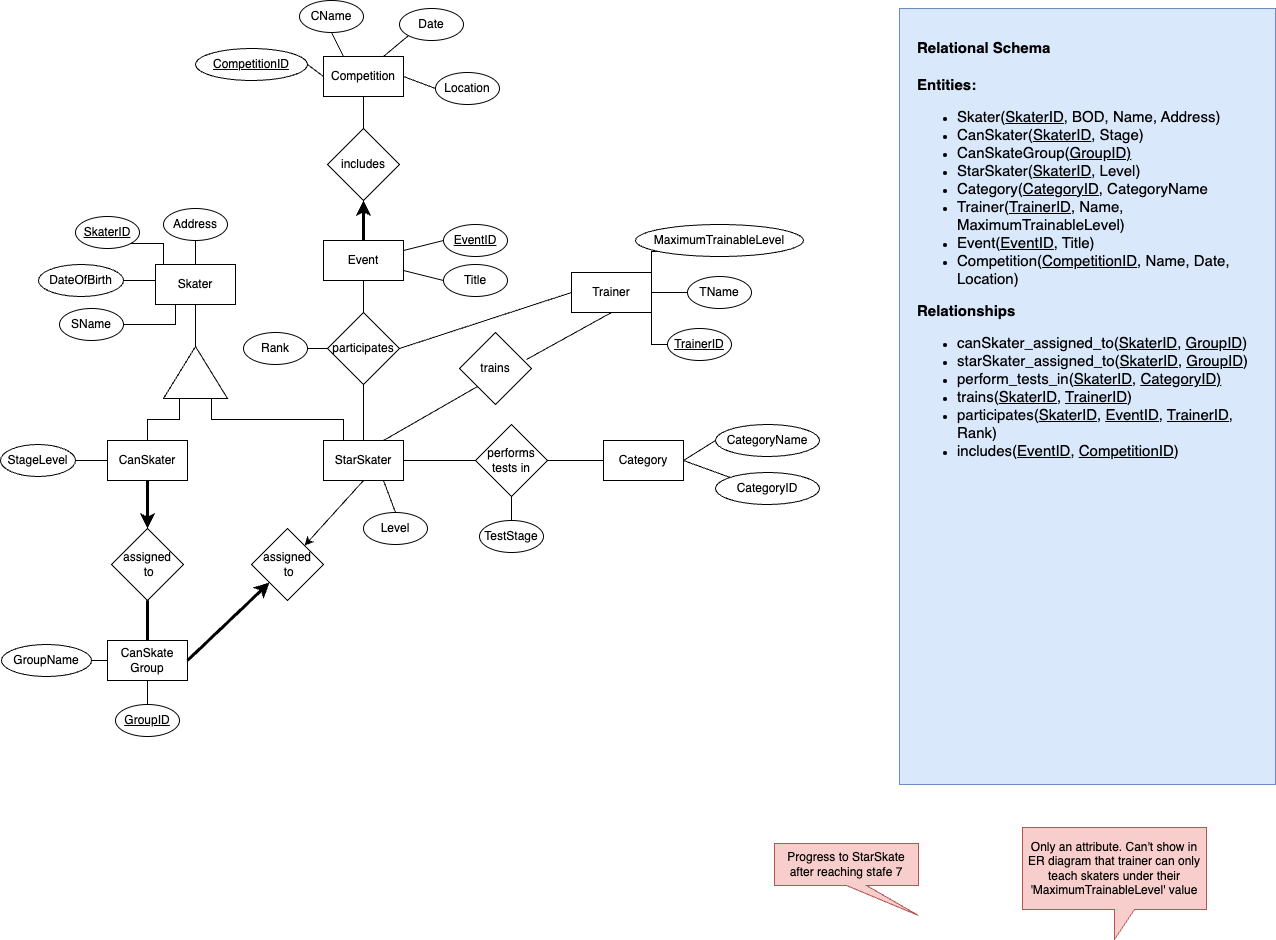 CName
Date
CompetitionID
Competition
Location
includes
SkaterID
Address
DateOfBirth
Skater
SName
Event
EventID
Title
MaximumTrainableLevel
Trainer
TName
TrainerID
Rank
participates
trains
StageLevel
CanSkater
StarSkater
performs
tests in
Category
CategoryName
CategoryID
Level
TestStage
assigned
to
assigned
to
GroupName
CanSkate
Group
GroupID
Relational Schema
Entities:
• Skater(SkaterID, BOD, Name, Address)
• CanSkater(SkaterID, Stage)
• CanSkateGroup(GroupID)
• StarSkater(SkaterID, Level)
• Category(CategoryID, CategoryName
• Trainer(TrainerID, Name,
MaximumTrainableLevel)
• Event(EventID, Title)
• Competition(CompetitionID, Name, Date,
Location)
Relationships
• canSkater_assigned_to(SkaterID, GroupID)
• starSkater_assigned_to(SkaterID, GroupID)
• perform_tests_in(SkaterID, CategoryID)
• trains(SkaterID, TrainerID)
• participates(SkaterID, EventID, TrainerID,
Rank)
• includes(EventID, CompetitionID)
Progress to StarSkate
after reaching stafe 7
Only an attribute. Can't show in
ER diagram that trainer can only
teach skaters under their
'MaximumTrainableLevel' value